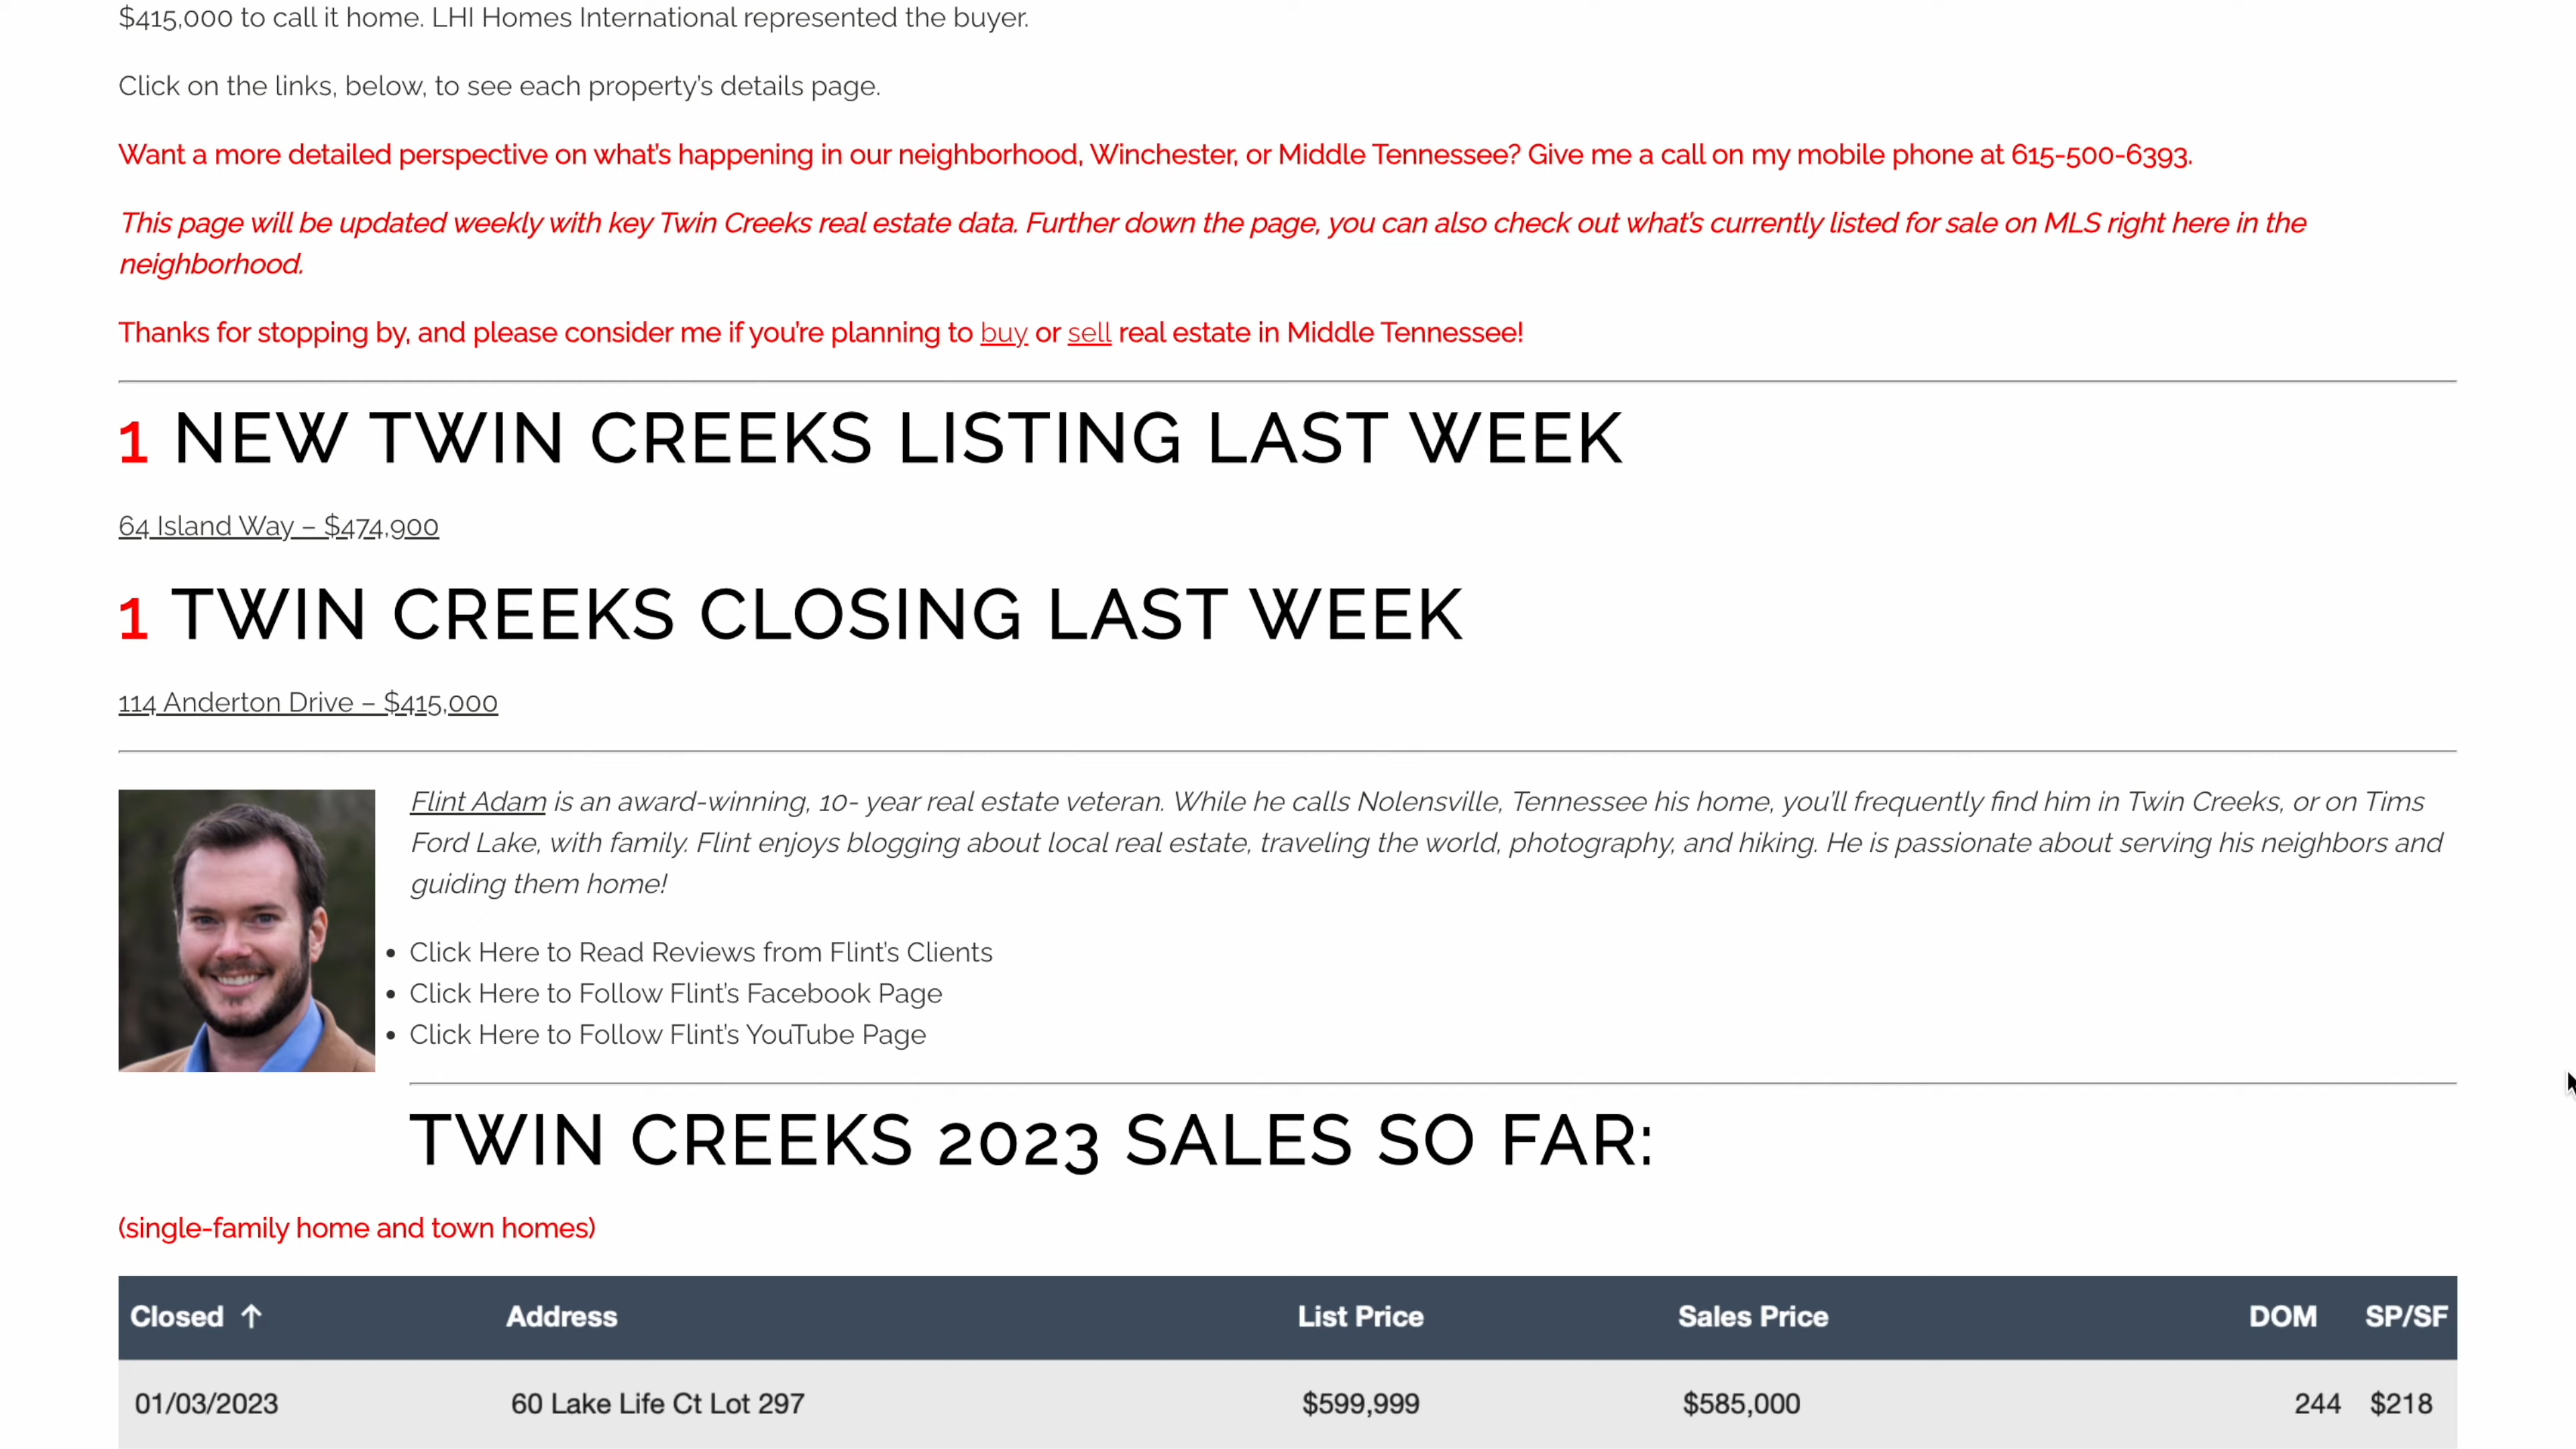 $415,000 to call it home. LHI Homes International represented the buyer.
Click on the links, below, to see each property's details page.
Want a more detailed perspective on what's happening in our neighborhood, Winchester, or Middle Tennessee? Give me a call on my mobile phone at 615-500-6393.
This page will be updated weekly with key Twin Creeks real estate data. Further down the page, you can also check out what's currently listed for sale on MLS right here in the
neighborhood.
Thanks for stopping by, and please consider me if you're planning to buy or sell real estate in Middle Tennessee!
1 NEW TWIN CREEKS LISTING LAST WEEK
64 Island Way – $474,900
1 TWIN CREEKS CLOSING LAST WEEK
114 Anderton Drive – $415,000
Flint Adam is an award-winning, 10- year real estate veteran. While he calls Nolensville, Tennessee his home, you'll frequently find him in Twin Creeks, or on Tims
Ford Lake, with family. Flint enjoys blogging about local real estate, traveling the world, photography, and hiking. He is passionate about serving his neighbors and
guiding them home!
• Click Here to Read Reviews from Flint's Clients
• Click Here to Follow Flint's Facebook Page
• Click Here to Follow Flint's YouTube Page
TWIN CREEKS 2023 SALES SO FAR:
(single-family home and town homes)
Closed ↑ Address List Price Sales Price DOM SP/SF
01/03/2023 60 Lake Life Ct Lot 297 $599,999 $585,000 244 $218